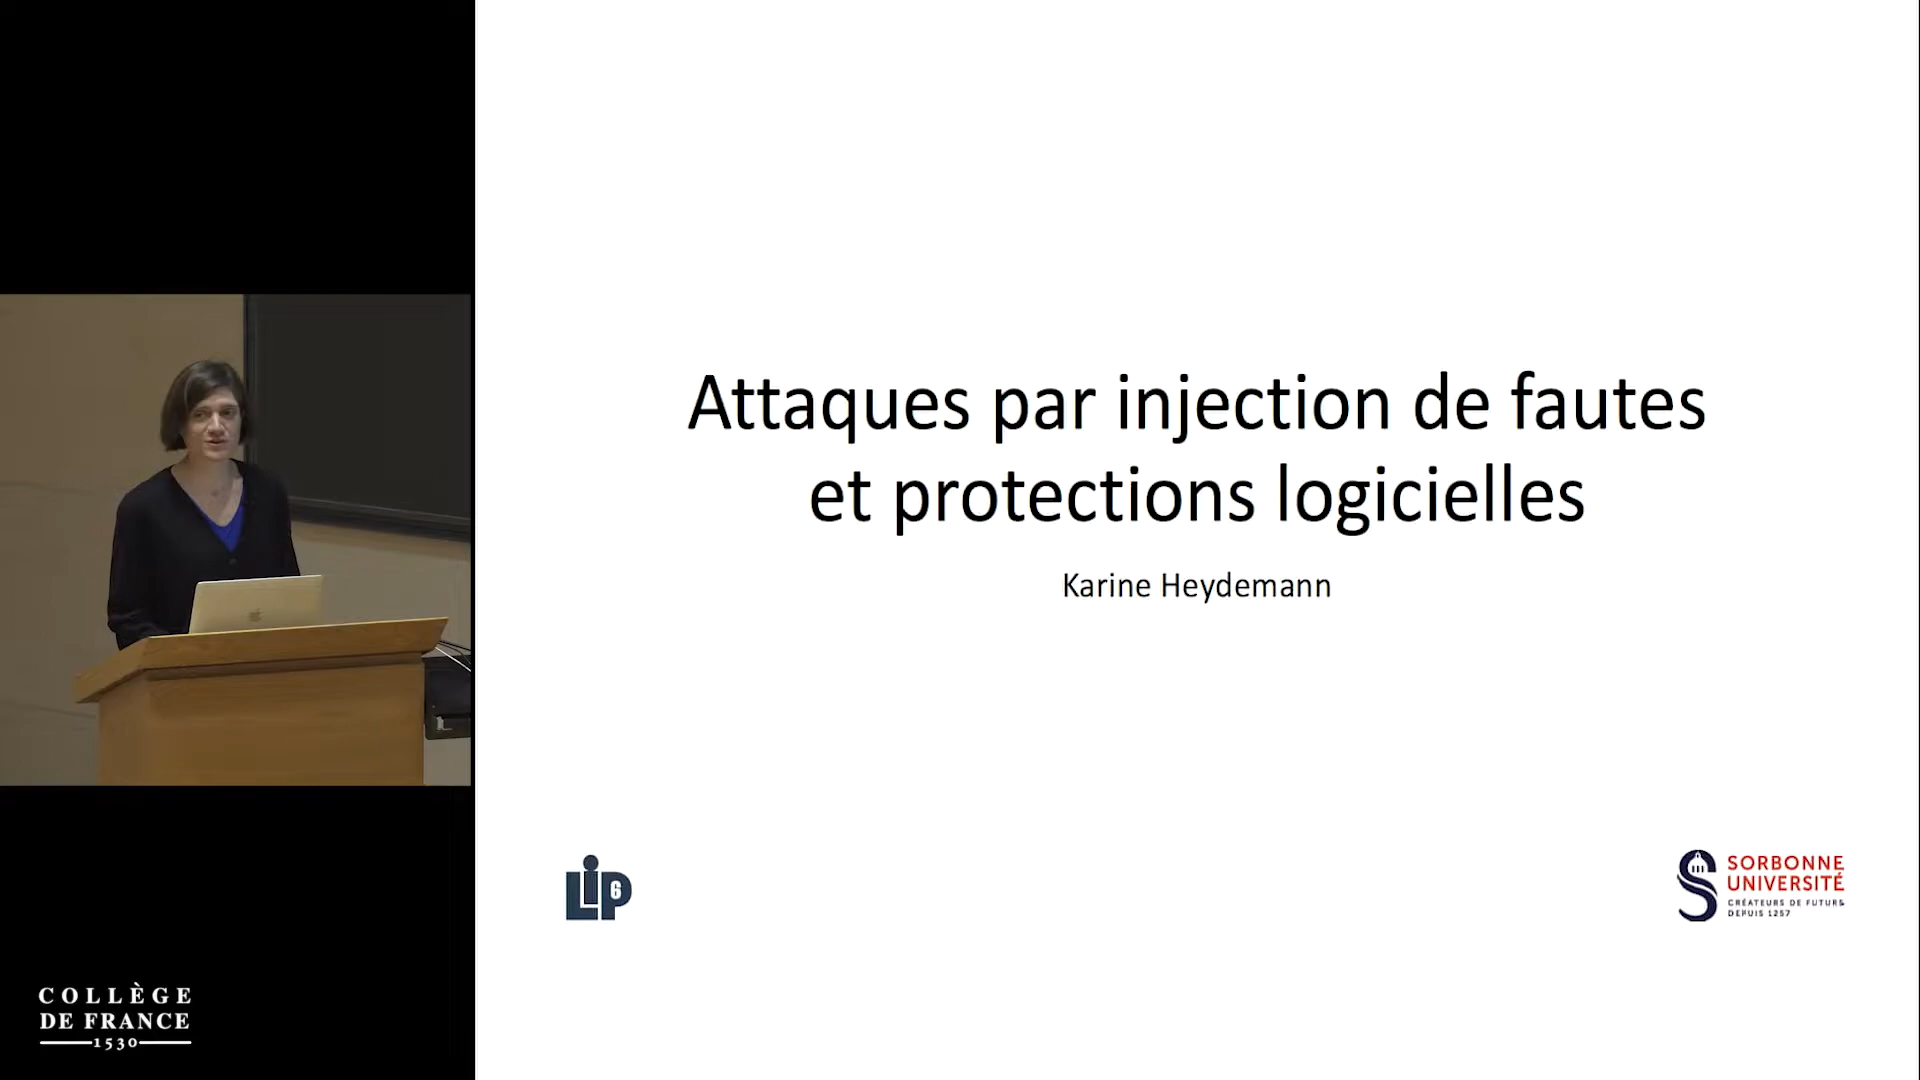 Attaques par injection de fautes
et protections logicielles
Karine Heydemann
LIP6
SORBONNE
UNIVERSITÉ
CRÉATEURS DE FUTURS
DEPUIS 1257
COLLÈGE
DE FRANCE
1530